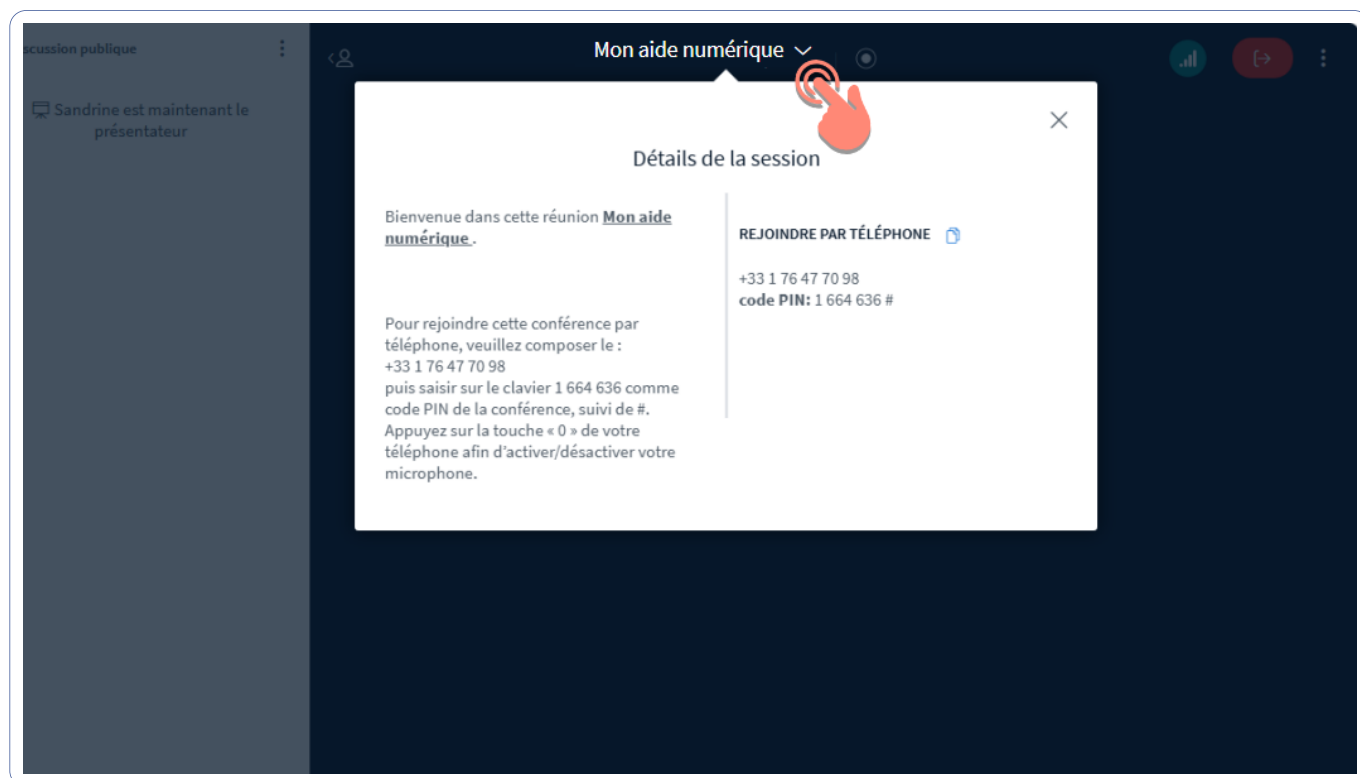 scussion publique
Sandrine est maintenant le
présentateur
Mon aide numérique
Détails de la session
Bienvenue dans cette réunion Mon aide
numérique .
Pour rejoindre cette conférence par
téléphone, veuillez composer le :
+33 1 76 47 70 98
puis saisir sur le clavier 1 664 636 comme
code PIN de la conférence, suivi de #.
Appuyez sur la touche « 0 » de votre
téléphone afin d’activer/désactiver votre
microphone.
REJOINDRE PAR TÉLÉPHONE
+33 1 76 47 70 98
code PIN: 1 664 636 #